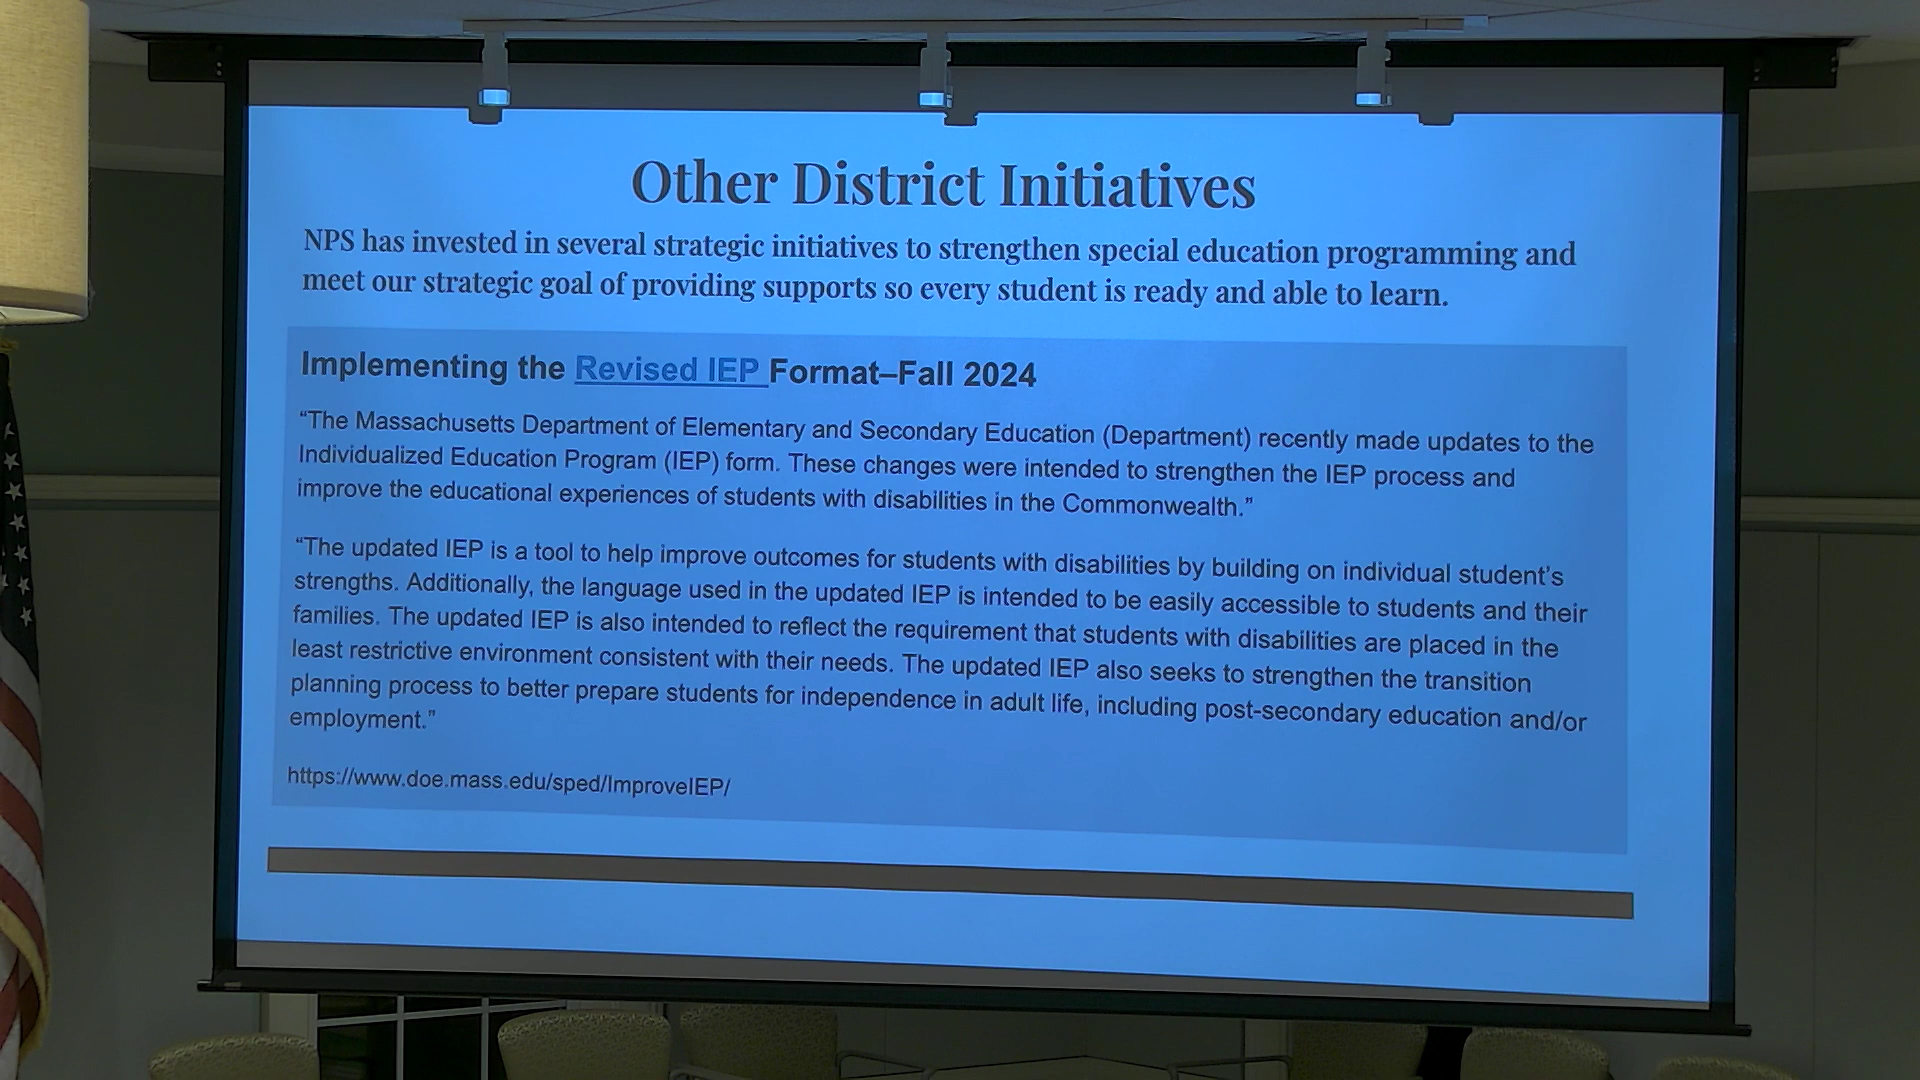 Other District Initiatives
NPS has invested in several strategic initiatives to strengthen special education programming and
meet our strategic goal of providing supports so every student is ready and able to learn.
Implementing the Revised IEP Format–Fall 2024
“The Massachusetts Department of Elementary and Secondary Education (Department) recently made updates to the
Individualized Education Program (IEP) form. These changes were intended to strengthen the IEP process and
improve the educational experiences of students with disabilities in the Commonwealth.”
“The updated IEP is a tool to help improve outcomes for students with disabilities by building on individual student’s
strengths. Additionally, the language used in the updated IEP is intended to be easily accessible to students and their
families. The updated IEP is also intended to reflect the requirement that students with disabilities are placed in the
least restrictive environment consistent with their needs. The updated IEP also seeks to strengthen the transition
planning process to better prepare students for independence in adult life, including post-secondary education and/or
employment.”
https://www.doe.mass.edu/sped/ImproveIEP/